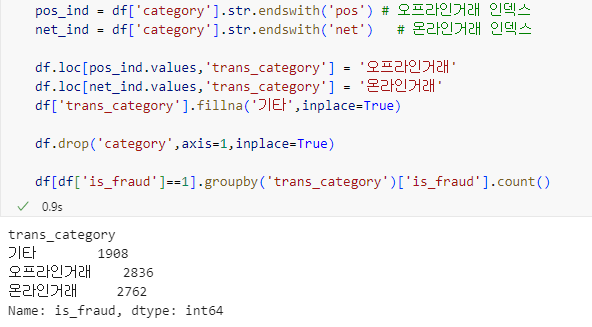 pos_ind = df['category'].str.endswith('pos') # 오프라인거래 인덱스
net_ind = df['category'].str.endswith('net')   # 온라인거래 인덱스
df.loc[pos_ind.values,'trans_category'] = '오프라인거래'
df.loc[net_ind.values,'trans_category'] = '온라인거래'
df['trans_category'].fillna('기타',inplace=True)
df.drop('category',axis=1,inplace=True)
df[df['is_fraud']==1].groupby('trans_category')['is_fraud'].count()
✓ 0.9s
trans_category
기타 1908
오프라인거래 2836
온라인거래 2762
Name: is_fraud, dtype: int64